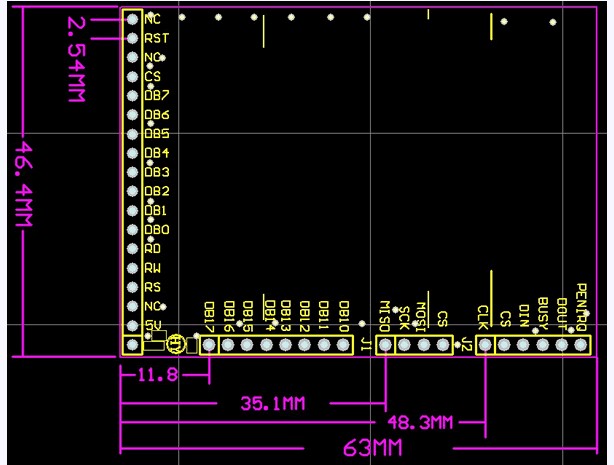 NC
RST
NC
CS
DB7
DB6
DB5
DB4
DB3
DB2
DB1
DB0
RD
RW
RS
NC
5V
2.54MM
46.4MM
HY
DB17
DB16
DB15
DB14
DB13
DB12
DB11
DB10
J1
MISO
SCK
MOSI
CS
J2
CLK
CS
DIN
BUSY
DOUT
PENIRQ
11.8
35.1MM
48.3MM
63MM